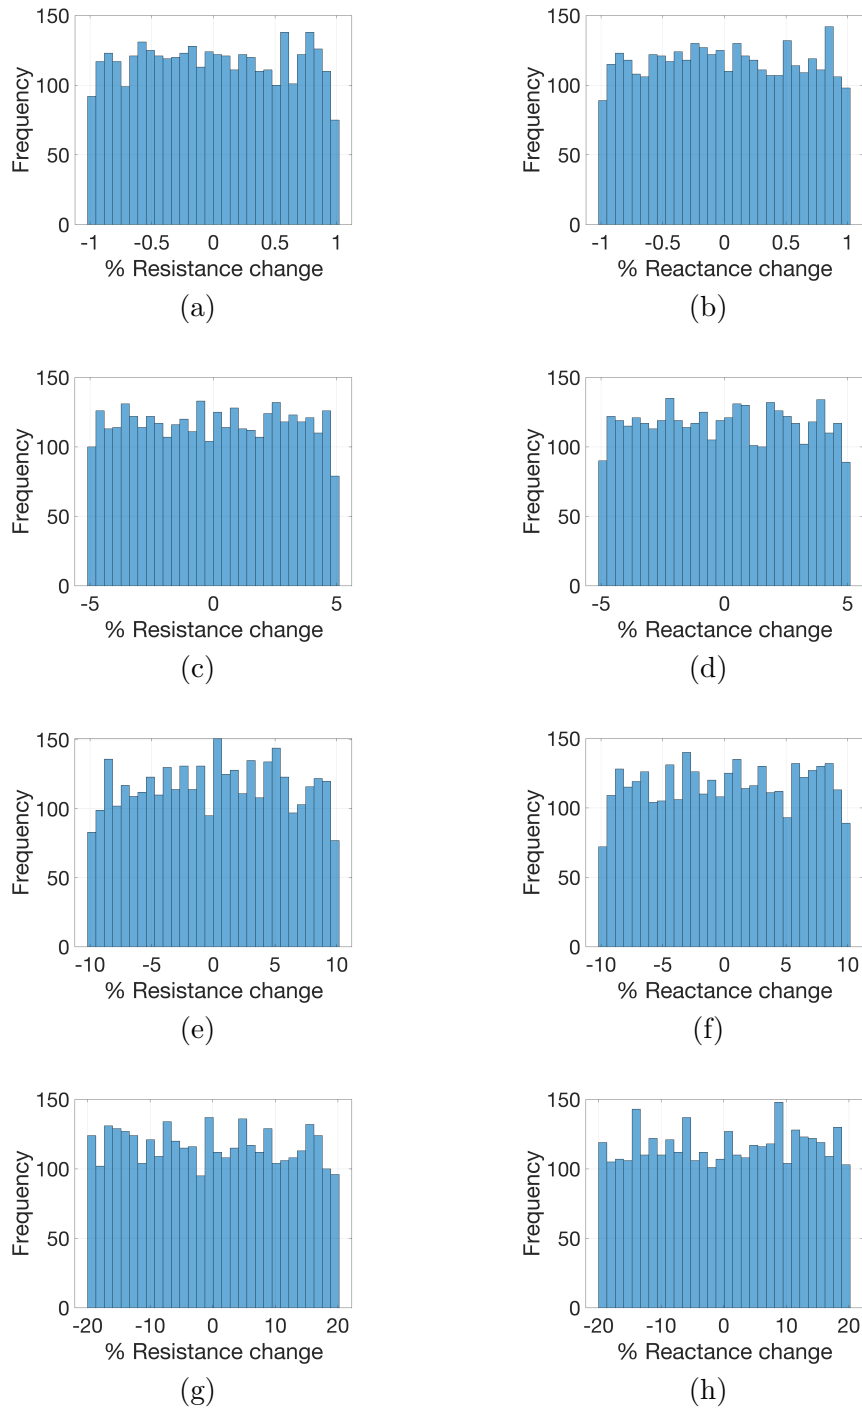 150
100
50
0
Frequency
-1 -0.5 0 0.5 1
% Resistance change
(a)
150
100
50
0
Frequency
-1 -0.5 0 0.5 1
% Reactance change
(b)
150
100
50
0
Frequency
-5 0 5
% Resistance change
(c)
150
100
50
0
Frequency
-5 0 5
% Reactance change
(d)
150
100
50
0
Frequency
-10 -5 0 5 10
% Resistance change
(e)
150
100
50
0
Frequency
-10 -5 0 5 10
% Reactance change
(f)
150
100
50
0
Frequency
-20 -10 0 10 20
% Resistance change
(g)
150
100
50
0
Frequency
-20 -10 0 10 20
% Reactance change
(h)